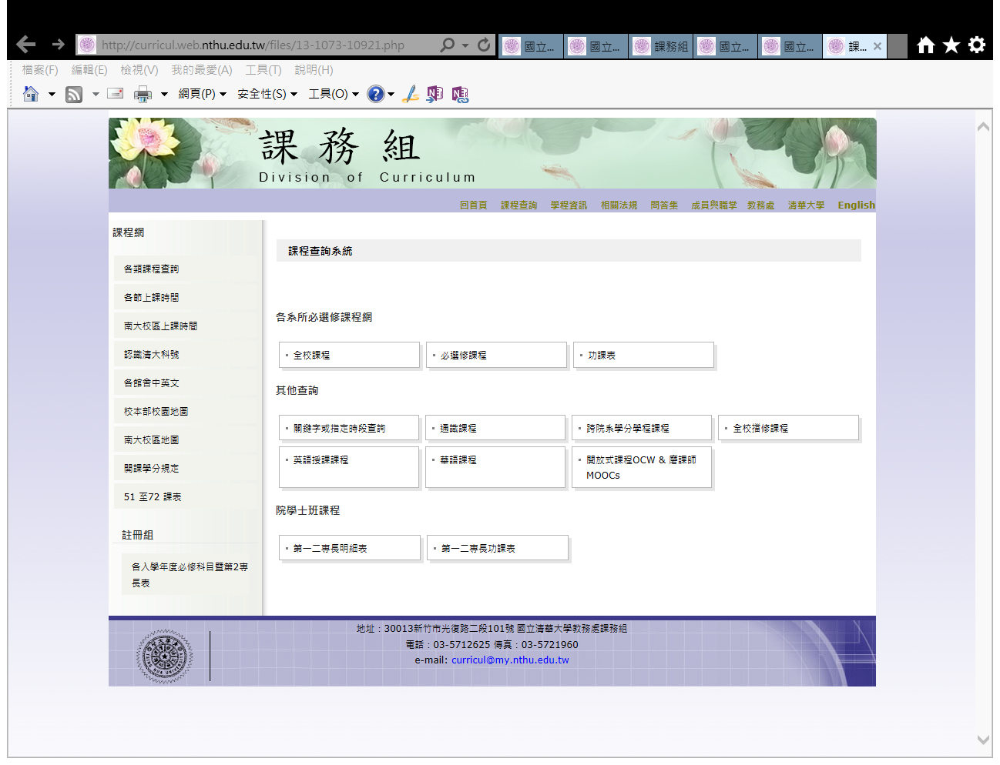 http://curricul.web.nthu.edu.tw/files/13-1073-10921.php
國立...
國立...
課務組
國立...
國立...
課...
檔案(F) 編輯(E) 檢視(V) 我的最愛(A) 工具(T) 說明(H)
網頁(P) 安全性(S) 工具(O)
課務組
Division of Curriculum
回首頁 課程查詢 學程資訊 相關法規 問答集 成員與職掌 教務處 清華大學 English
課程網
各類課程查詢
各節上課時間
南大校區上課時間
認識清大科號
各館舍中英文
校本部校園地圖
南大校區地圖
開課學分規定
51 至72 課表
註冊組
各入學年度必修科目暨第2專
長表
課程查詢系統
各系所必選修課程網
全校課程
必選修課程
功課表
其他查詢
關鍵字或指定時段查詢
通識課程
跨院系學分學程課程
全校擋修課程
英語授課課程
華語課程
開放式課程OCW & 磨課師
MOOCs
院學士班課程
第一二專長明細表
第一二專長功課表
地址：30013新竹市光復路二段101號 國立清華大學教務處課務組
電話：03-5712625 傳真：03-5721960
e-mail: curricul@my.nthu.edu.tw